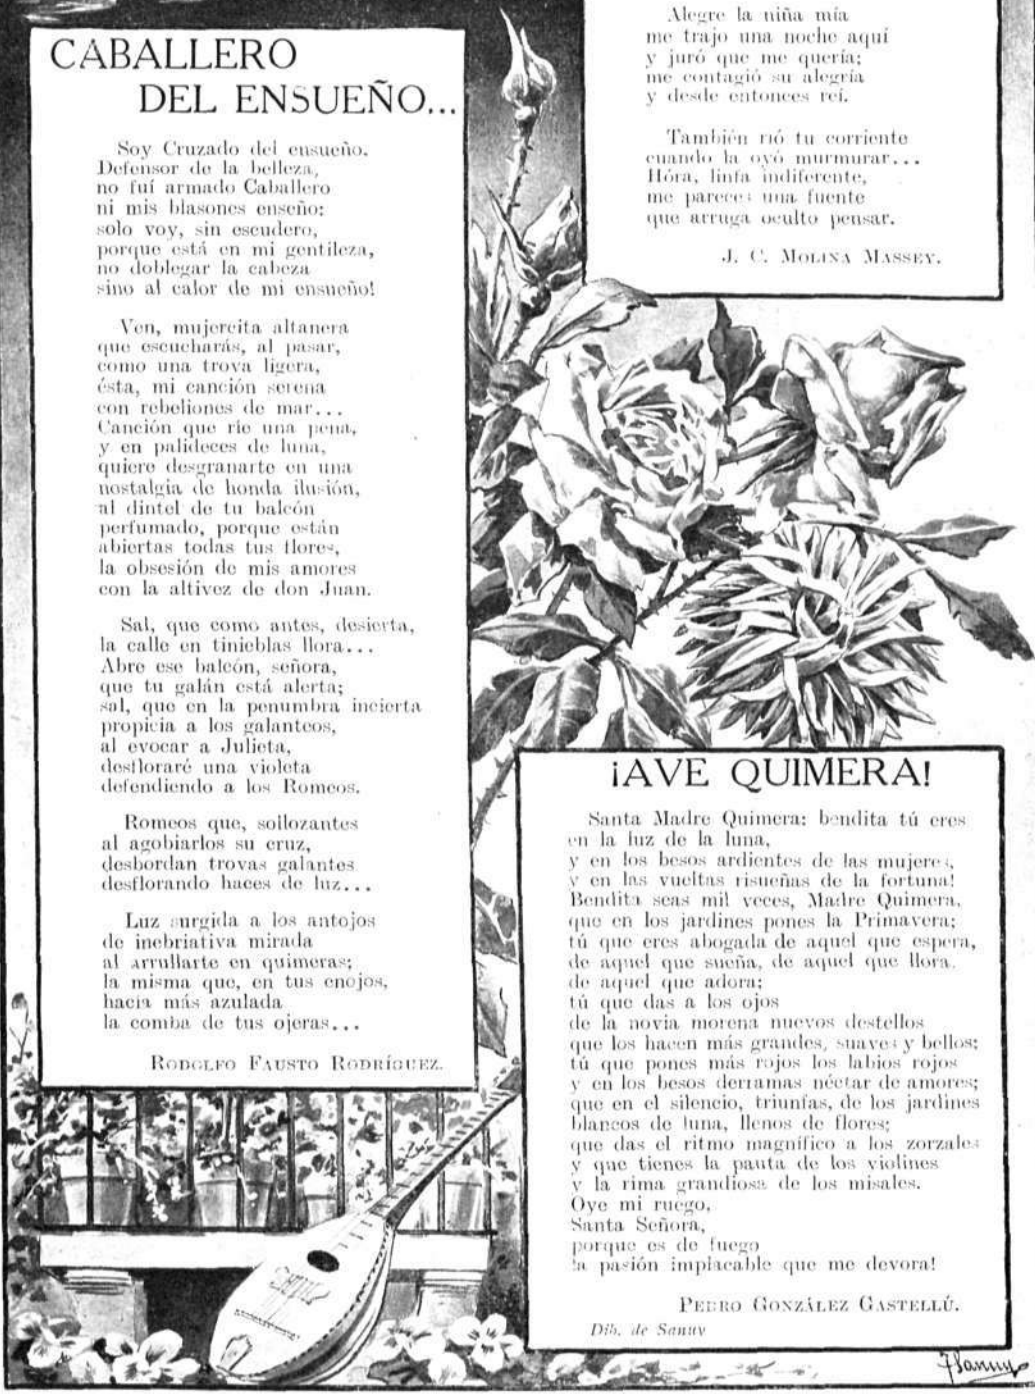 CABALLERO
DEL ENSUEÑO...
Soy Cruzado del ensueño.
Defensor de la belleza,
no fuí armado Caballero
ni mis blasones enseño;
solo voy, sin escudero,
porque está en mi gentileza,
no doblegar la cabeza
sino al calor de mi ensueño!
Ven, mujercita altanera
que escucharás, al pasar,
como una trova ligera,
ésta, mi canción serena
con rebeliones de mar...
Canción que ríe una pena,
y en palideces de luna,
quiere desgranarte en una
nostalgia de honda ilusión,
al dintel de tu balcón
perfumado, porque están
abiertas todas tus flores,
la obsesión de mis amores
con la altivez de don Juan.
Sal, que como antes, desierta,
la calle en tinieblas llora...
Abre ese balcón, señora,
que tu galán está alerta;
sal, que en la penumbra incierta
propicia a los galanteos,
al evocar a Julieta,
desfloraré una violeta
defendiendo a los Romeos.
Romeos que, sollozantes
al agobiarlos su cruz,
desbordan trovas galantes
desflorando haces de luz...
Luz surgida a los antojos
de inebriativa mirada
al arrullarte en quimeras;
la misma que, en tus enojos,
hacía más azulada
la comba de tus ojeras...
RODOLFO FAUSTO RODRÍGUEZ.
Alegre la niña mía
me trajo una noche aquí
y juró que me quería;
me contagió su alegría
y desde entonces reí.
También rió tu corriente
cuando la oyó murmurar...
Hóra, linfa indiferente,
me pareces una fuente
que arruga oculto pensar.
J. C. MOLINA MASSEY.
¡AVE QUIMERA!
Santa Madre Quimera: bendita tú eres
en la luz de la luna,
y en los besos ardientes de las mujeres,
y en las vueltas risueñas de la fortuna!
Bendita seas mil veces, Madre Quimera,
que en los jardines pones la Primavera;
tú que eres abogada de aquel que espera,
de aquel que sueña, de aquel que llora,
de aquel que adora;
tú que das a los ojos
de la novia morena nuevos destellos
que los hacen más grandes, suaves y bellos;
tú que pones más rojos los labios rojos
y en los besos derramas néctar de amores;
que en el silencio, triunfas, de los jardines
blancos de luna, llenos de flores;
que das el ritmo magnífico a los zorzales
y que tienes la pauta de los violines
y la rima grandiosa de los misales.
Oye mi ruego,
Santa Señora,
porque es de fuego
la pasión implacable que me devora!
PEDRO GONZÁLEZ GASTELLÚ.
Dib. de Sanuy